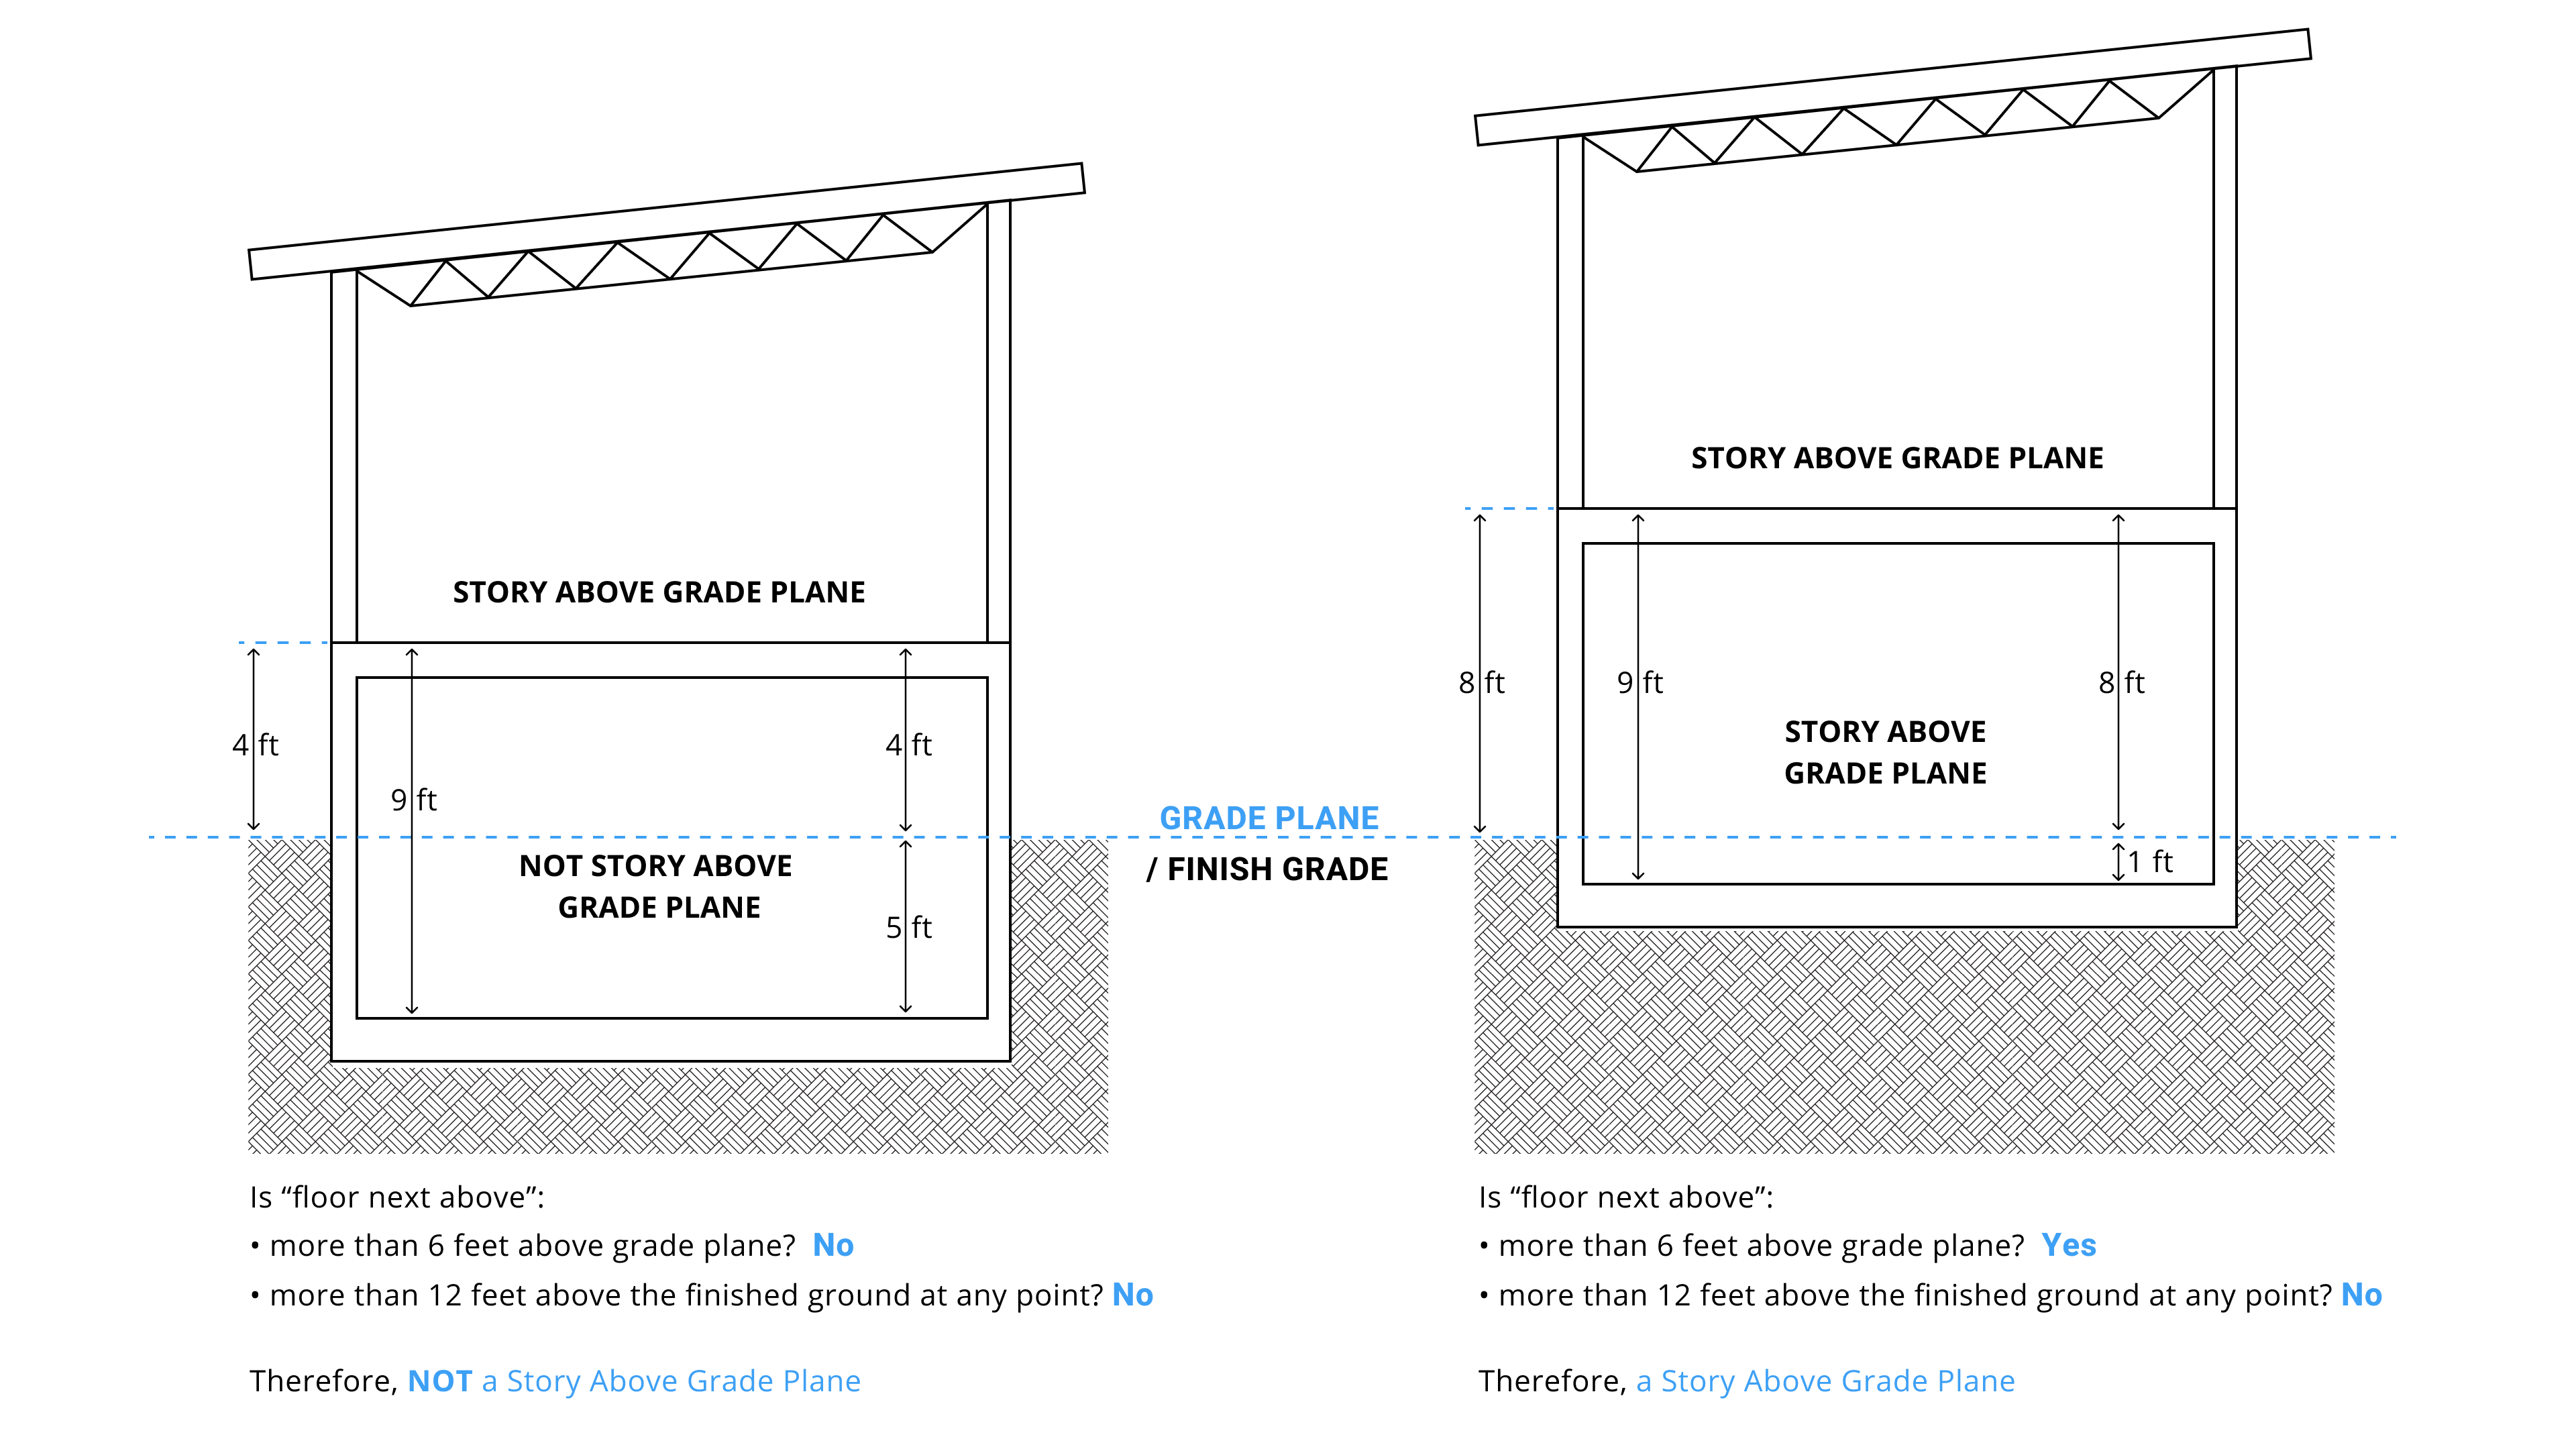 STORY ABOVE GRADE PLANE
4 ft
9 ft
4 ft
NOT STORY ABOVE
GRADE PLANE
5 ft
GRADE PLANE
/ FINISH GRADE
STORY ABOVE GRADE PLANE
8 ft
9 ft
8 ft
STORY ABOVE
GRADE PLANE
1 ft
Is “floor next above”:
• more than 6 feet above grade plane? No
• more than 12 feet above the finished ground at any point? No
Therefore, NOT a Story Above Grade Plane
Is “floor next above”:
• more than 6 feet above grade plane? Yes
• more than 12 feet above the finished ground at any point? No
Therefore, a Story Above Grade Plane